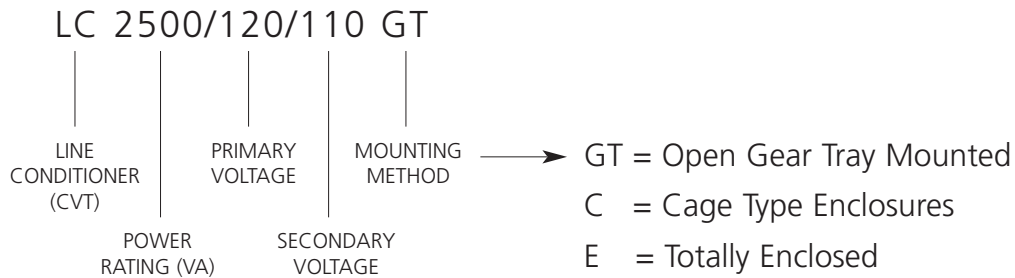 LC 2500/120/110 GT
LINE
CONDITIONER
(CVT)
POWER
RATING (VA)
PRIMARY
VOLTAGE
SECONDARY
VOLTAGE
MOUNTING
METHOD
GT = Open Gear Tray Mounted
C = Cage Type Enclosures
E = Totally Enclosed